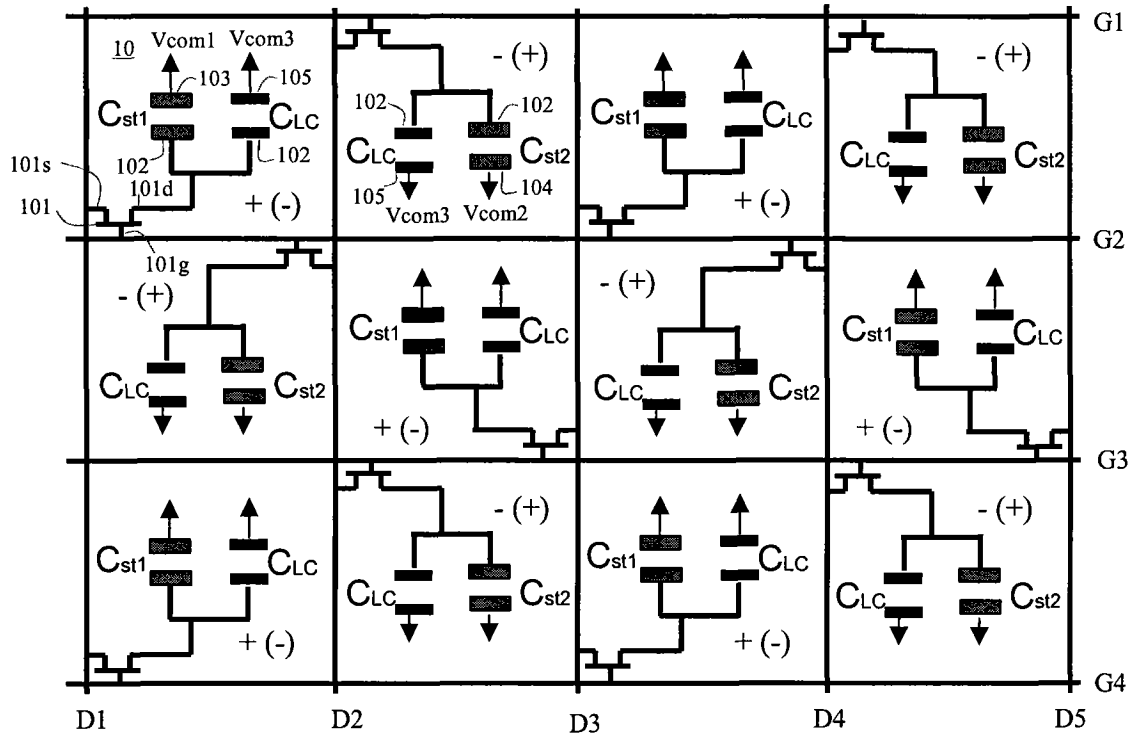 G1
10 Vcom1 Vcom3 - (+) - (+)
103 105
Cst1 CLC 102 102 Cst1 CLC
102 102 CLC Cst2 CLC Cst2
101s 101d 105 104
101 + (-) Vcom3 Vcom2 + (-)
G2
101g
- (+) - (+)
Cst1 CLC Cst1 CLC
CLC Cst2 CLC Cst2
+ (-) + (-)
G3
- (+) - (+)
Cst1 CLC Cst1 CLC
CLC Cst2 CLC Cst2
+ (-) + (-)
G4
D1 D2 D3 D4 D5